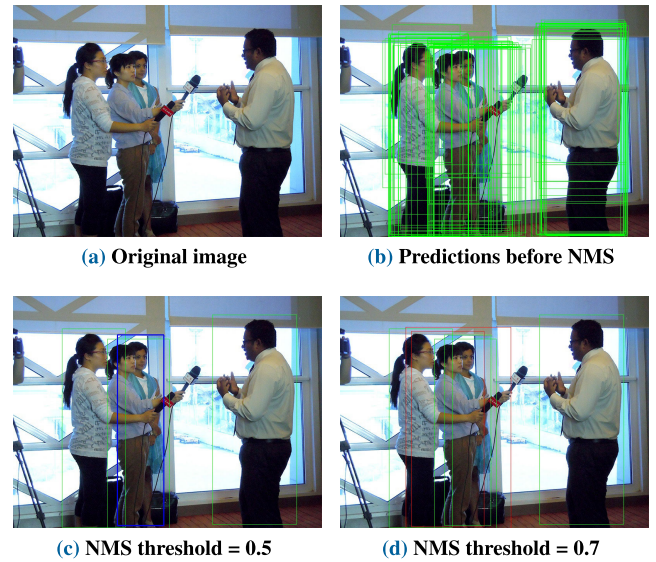 (a) Original image
(b) Predictions before NMS
(c) NMS threshold = 0.5
(d) NMS threshold = 0.7